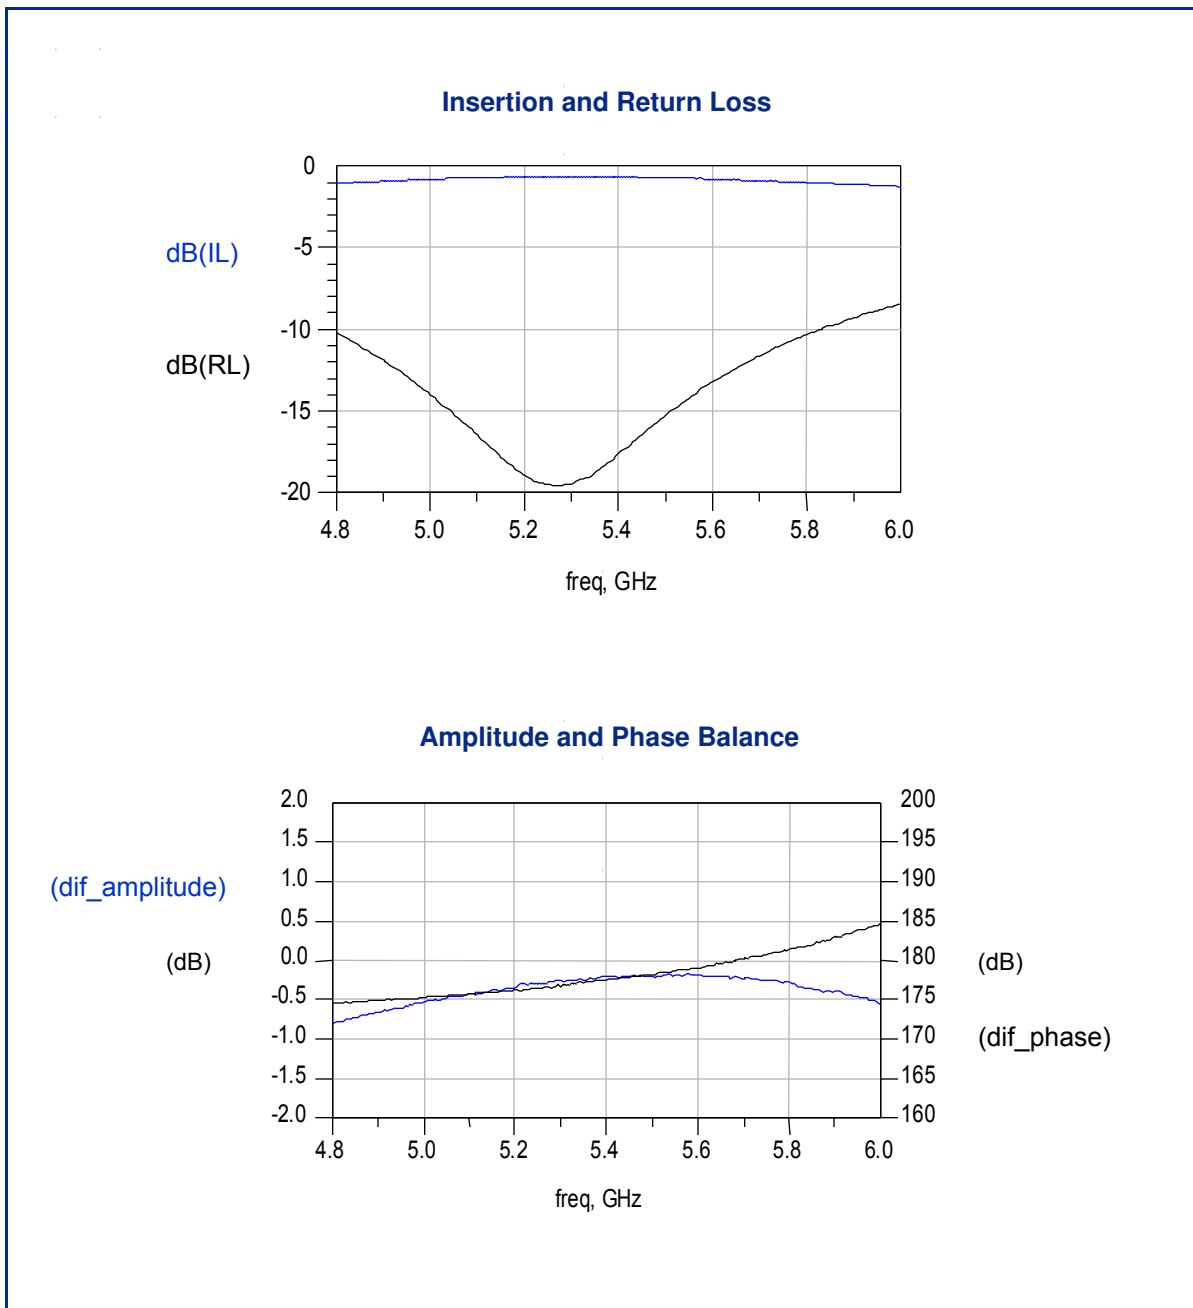 Insertion and Return Loss
0
-5
-10
-15
-20
dB(IL)
dB(RL)
4.8 5.0 5.2 5.4 5.6 5.8 6.0
freq, GHz
Amplitude and Phase Balance
2.0 200
1.5 195
1.0 190
(dif_amplitude)
0.5 185
(dB) 0.0 180 (dB)
-0.5 175
-1.0 170 (dif_phase)
-1.5 165
-2.0 160
4.8 5.0 5.2 5.4 5.6 5.8 6.0
freq, GHz